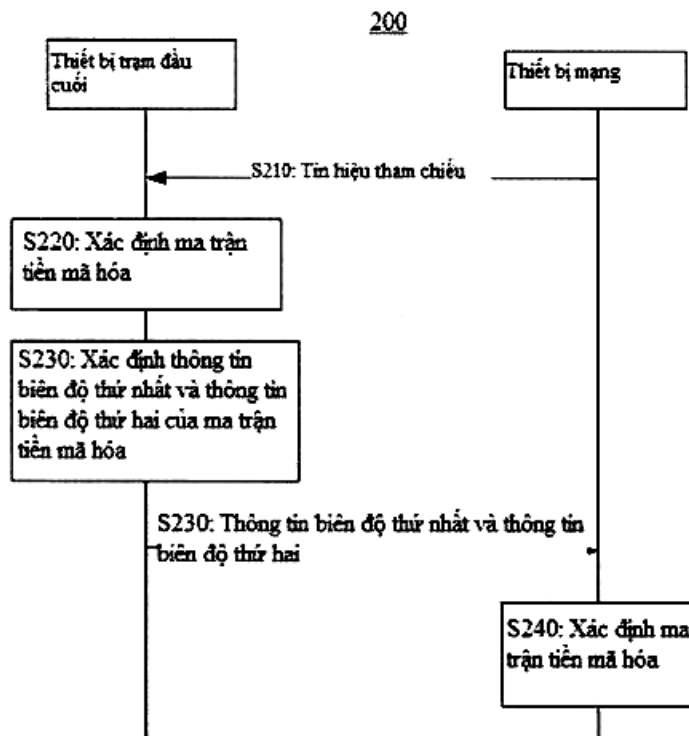 200
Thiết bị trạm đầu
cuối
Thiết bị mạng
S210: Tín hiệu tham chiếu
S220: Xác định ma trận
tiền mã hóa
S230: Xác định thông tin
biên độ thứ nhất và thông tin
biên độ thứ hai của ma trận
tiền mã hóa
S230: Thông tin biên độ thứ nhất và thông tin
biên độ thứ hai
S240: Xác định ma
trận tiền mã hóa